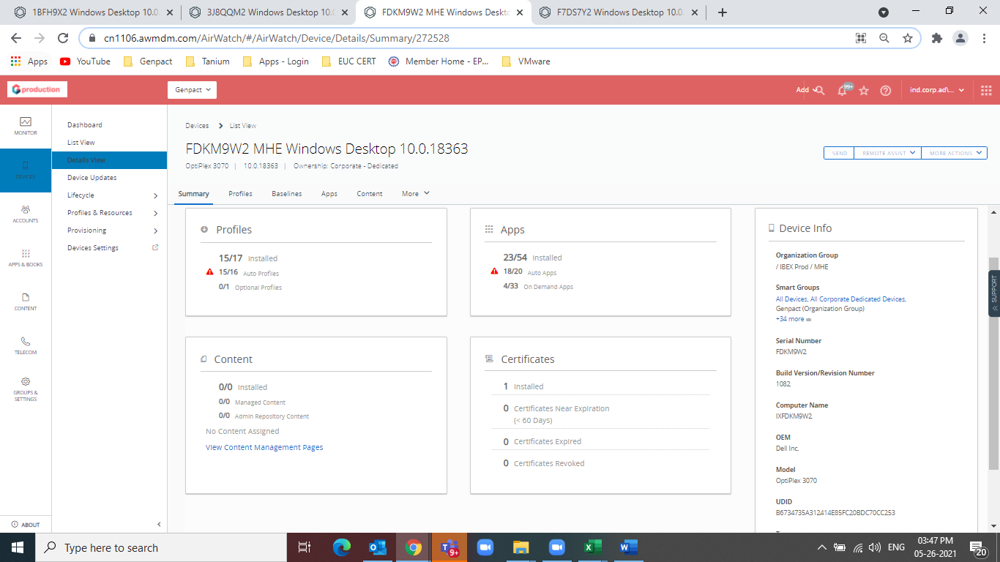 1BFH9X2 Windows Desktop 10.0.
3J8QQM2 Windows Desktop 10.0
FDKM9W2 MHE Windows Deskto
F7DS7Y2 Windows Desktop 10.0.
cn1106.awmdm.com/AirWatch/#/AirWatch/Device/Details/Summary/272528
Apps
YouTube
Genpact
Tanium
Apps - Login
EUC CERT
Member Home - EP...
VMware
production
Genpact
Add
99+
ind.corp.ad\...
MONITOR
DEVICES
ACCOUNTS
APPS & BOOKS
CONTENT
TELECOM
GROUPS &
SETTINGS
ABOUT
Dashboard
List View
Details View
Device Updates
Lifecycle
Profiles & Resources
Provisioning
Devices Settings
Devices
List View
FDKM9W2 MHE Windows Desktop 10.0.18363
OptiPlex 3070 | 10.0.18363 | Ownership: Corporate - Dedicated
SEND
REMOTE ASSIST
MORE ACTIONS
Summary
Profiles
Baselines
Apps
Content
More
Profiles
15/17 Installed
15/16 Auto Profiles
0/1 Optional Profiles
Apps
23/54 Installed
18/20 Auto Apps
4/33 On Demand Apps
Content
0/0 Installed
0/0 Managed Content
0/0 Admin Repository Content
No Content Assigned
View Content Management Pages
Certificates
1 Installed
0 Certificates Near Expiration
(< 60 Days)
0 Certificates Expired
0 Certificates Revoked
Device Info
Organization Group
/ IBEX Prod / MHE
Smart Groups
All Devices, All Corporate Dedicated Devices,
Genpact (Organization Group)
+34 more
Serial Number
FDKM9W2
Build Version/Revision Number
1082
Computer Name
IXFDKM9W2
OEM
Dell Inc.
Model
OptiPlex 3070
UDID
B6734735A312414E85FC20BDC70CC253
SUPPORT
Type here to search
9+
ENG
03:47 PM
05-26-2021
20